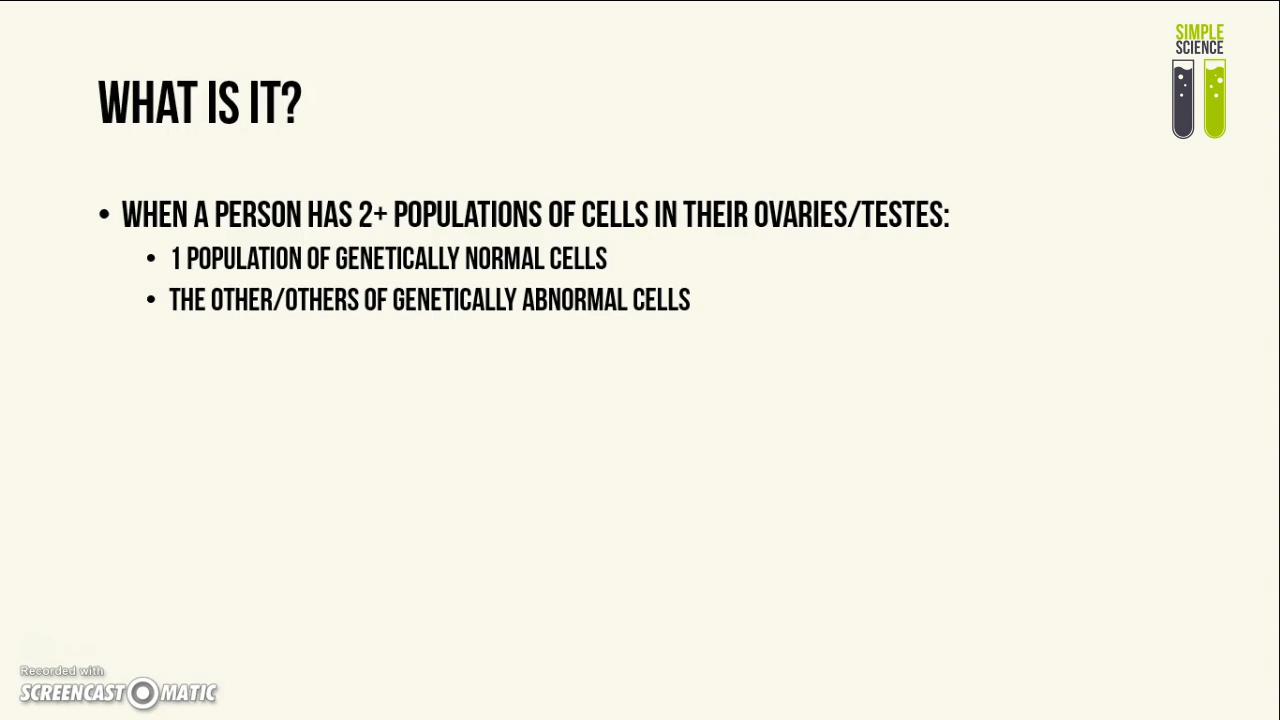 SIMPLE
SCIENCE
WHAT IS IT?
• WHEN A PERSON HAS 2+ POPULATIONS OF CELLS IN THEIR OVARIES/TESTES:
• 1 POPULATION OF GENETICALLY NORMAL CELLS
• THE OTHER/OTHERS OF GENETICALLY ABNORMAL CELLS
Recorded with
SCREENCAST MATIC